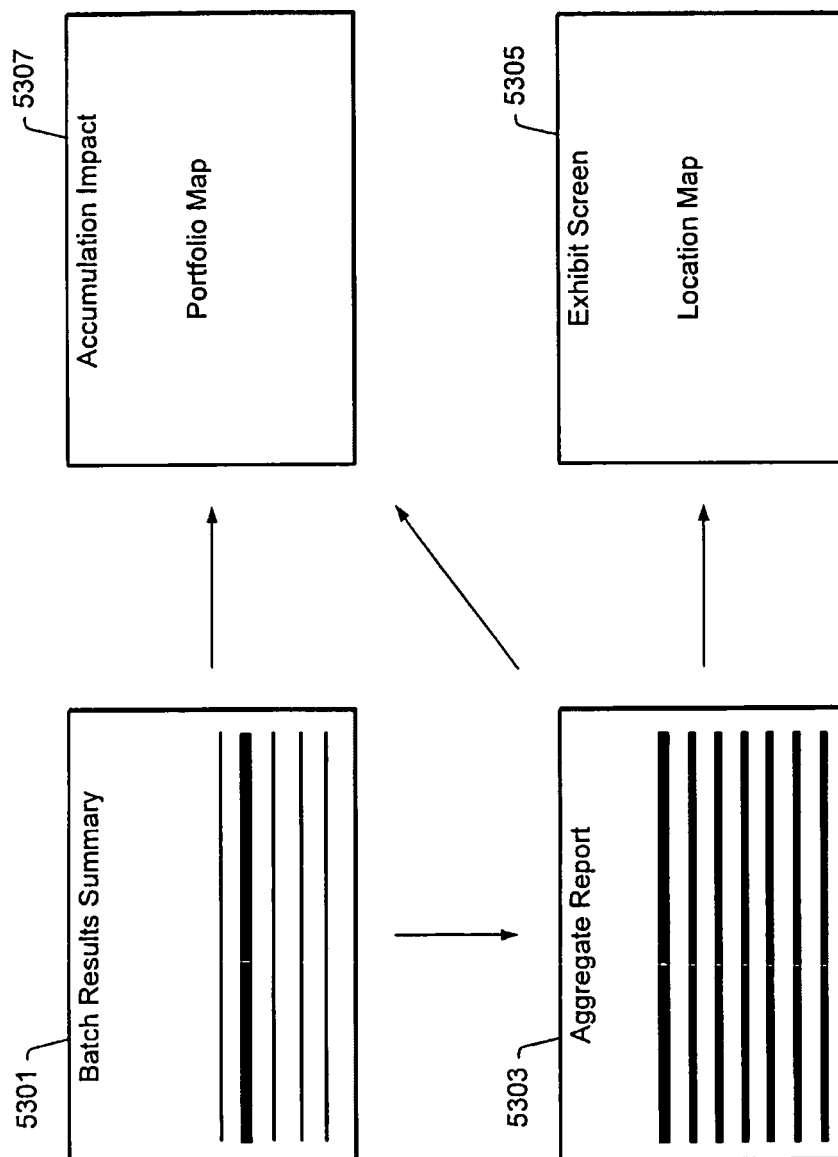 5301
Batch Results Summary
5307
Accumulation Impact
Portfolio Map
5303
Aggregate Report
5305
Exhibit Screen
Location Map